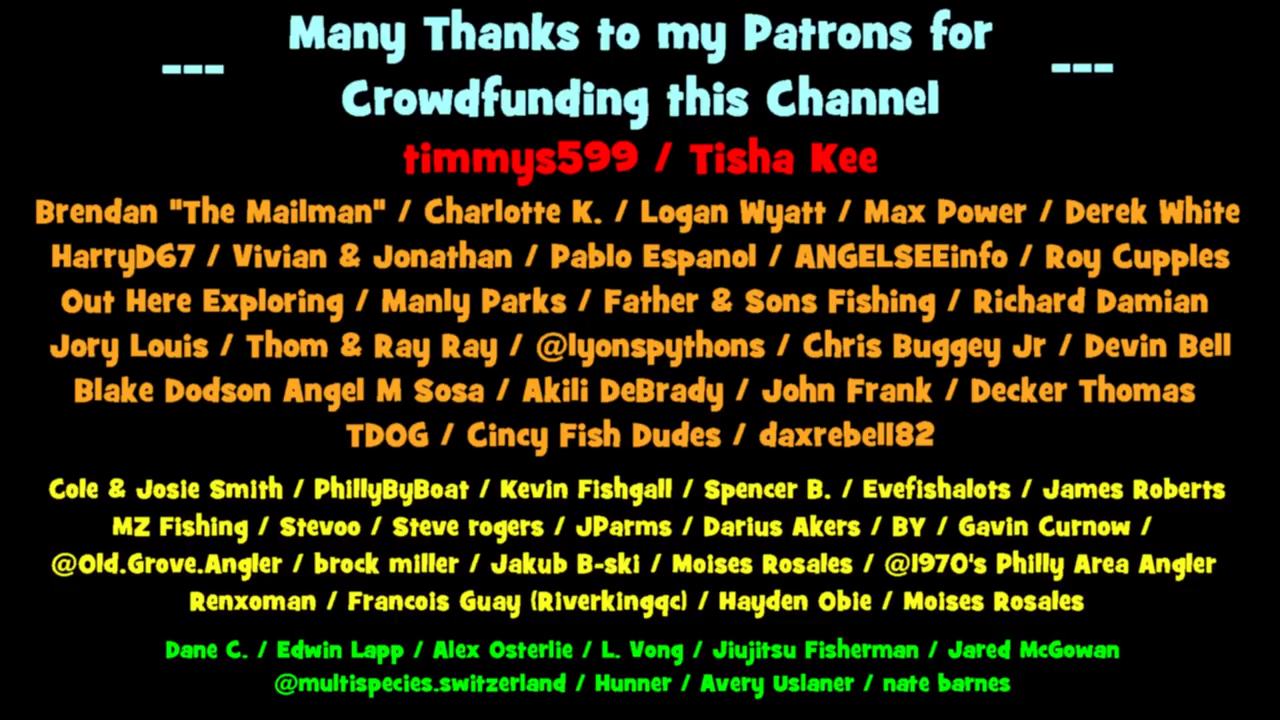 Many Thanks to my Patrons for
--- ---
Crowdfunding this Channel
timmys599 / Tisha Kee
Brendan "The Mailman" / Charlotte K. / Logan Wyatt / Max Power / Derek White
HarryD67 / Vivian & Jonathan / Pablo Espanol / ANGELSEEinfo / Roy Cupples
Out Here Exploring / Manly Parks / Father & Sons Fishing / Richard Damian
Jory Louis / Thom & Ray Ray / @lyonspythons / Chris Buggey Jr / Devin Bell
Blake Dodson Angel M Sosa / Akili DeBrady / John Frank / Decker Thomas
TDOG / Cincy Fish Dudes / daxrebell82
Cole & Josie Smith / PhillyByBoat / Kevin Fishgall / Spencer B. / Evefishalots / James Roberts
MZ Fishing / Stevoo / Steve rogers / JParms / Darius Akers / BY / Gavin Curnow /
@Old.Grove.Angler / brock miller / Jakub B-ski / Moises Rosales / @1970's Philly Area Angler
Renxoman / Francois Guay (Riverkingqc) / Hayden Obie / Moises Rosales
Dane C. / Edwin Lapp / Alex Osterlie / L. Vong / Jiujitsu Fisherman / Jared McGowan
@multispecies.switzerland / Hunner / Avery Uslaner / nate barnes